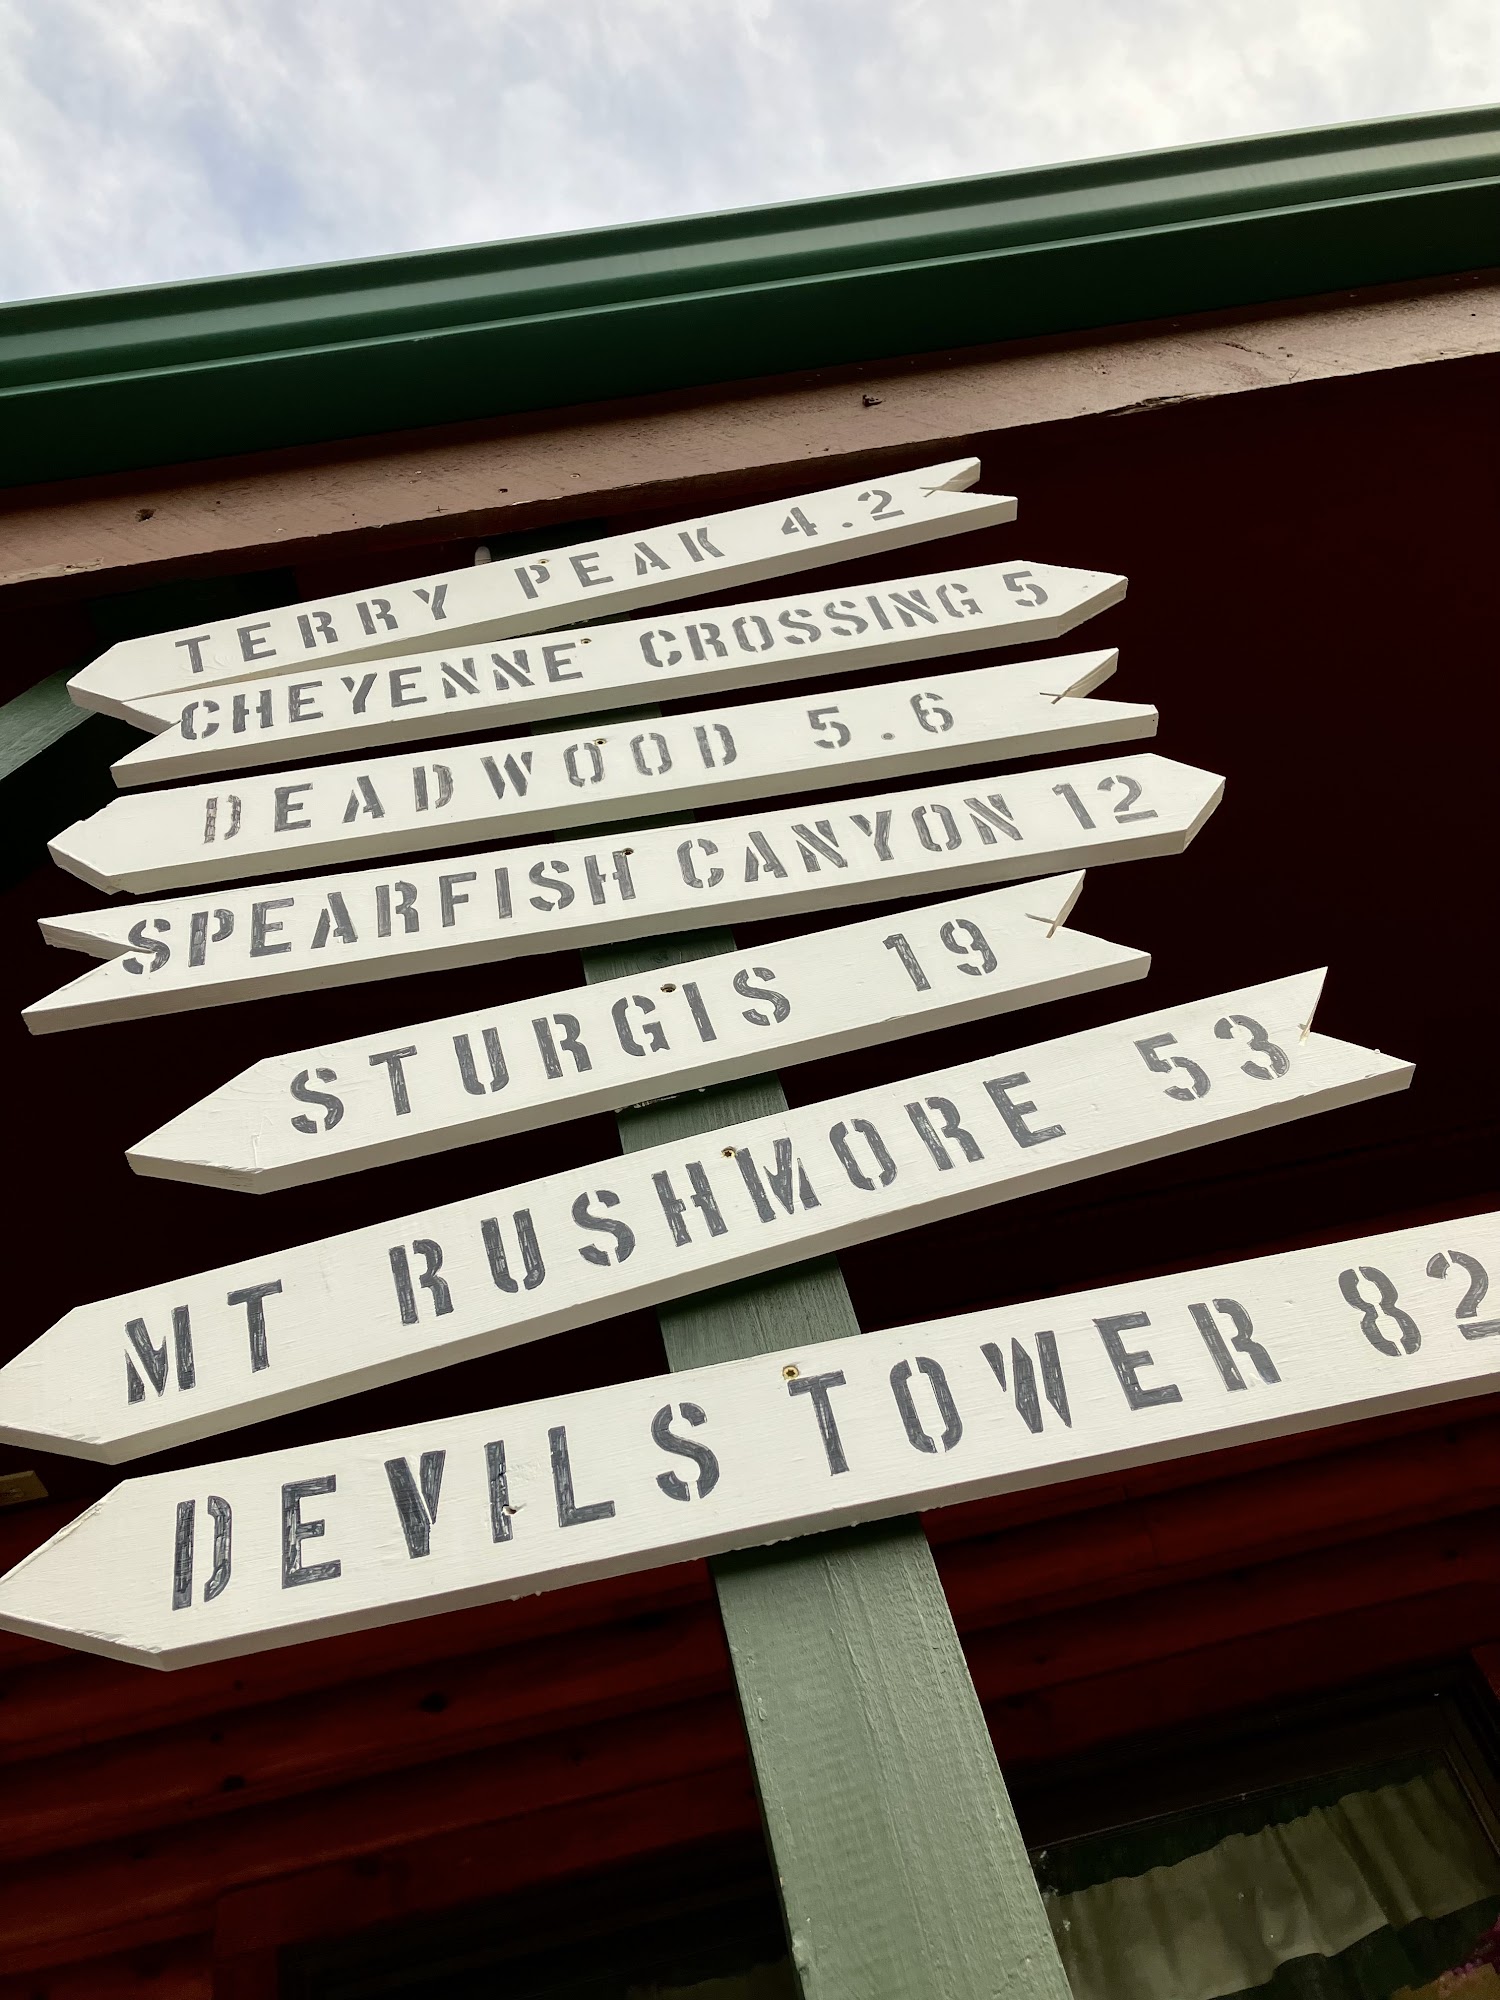 TERRY PEAK 4.2
CHEYENNE CROSSING 5
DEADWOOD 5.6
SPEARFISH CANYON 12
STURGIS 19
MT RUSHMORE 53
DEVILS TOWER 82